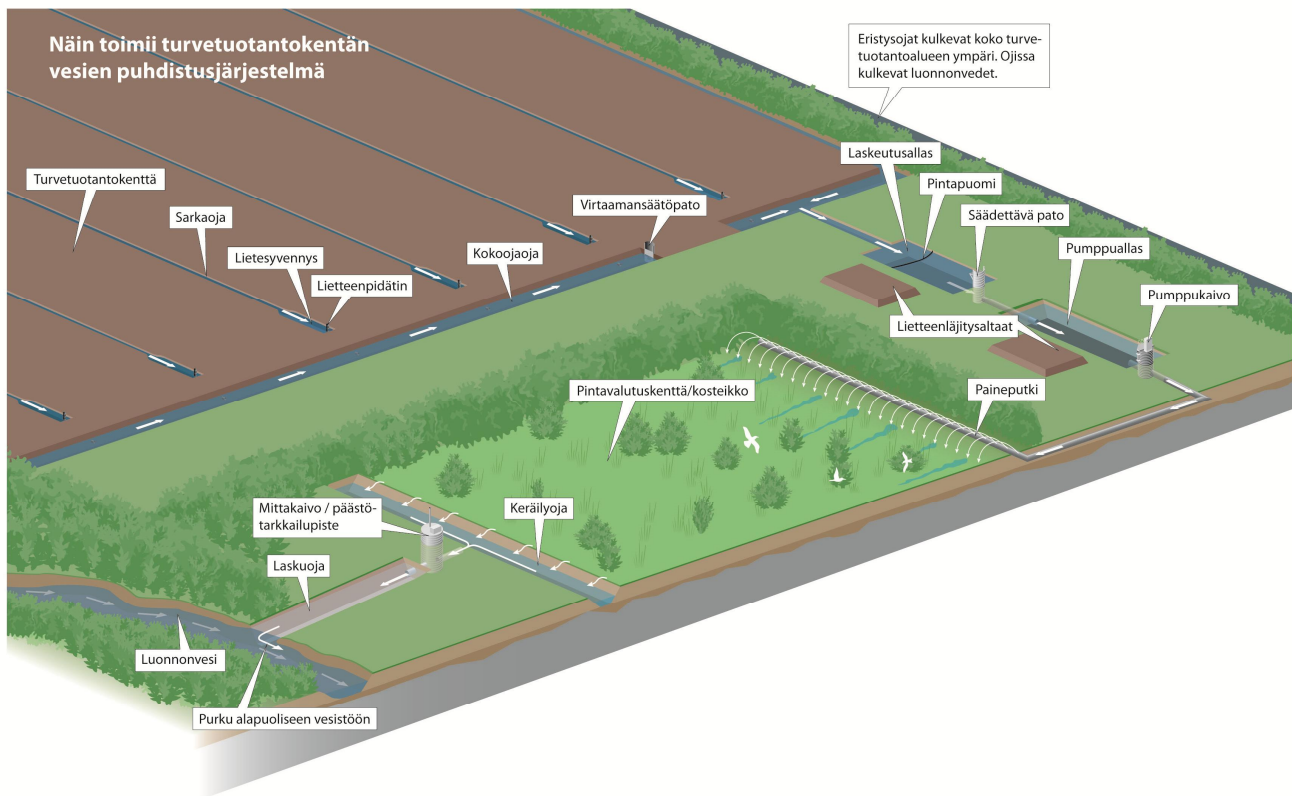 Näin toimii turvetuotantokentän
vesien puhdistusjärjestelmä
Eristysojat kulkevat koko turve-
tuotantoalueen ympäri. Ojissa
kulkevat luonnonvedet.
Laskeutusallas
Pintapuomi
Turvetuotantokenttä
Virtaamansäätöpato
Säädettävä pato
Sarkaoja
Pumppuallas
Lietesyvennys
Kokoojaoja
Lietteenpidätin
Pumppukaivo
Lietteenläjitysaltaat
Pintavalutuskenttä/kosteikko
Paineputki
Mittakaivo / päästö-
tarkkailupiste
Keräilyoja
Laskuoja
Luonnonvesi
Purku alapuoliseen vesistöön